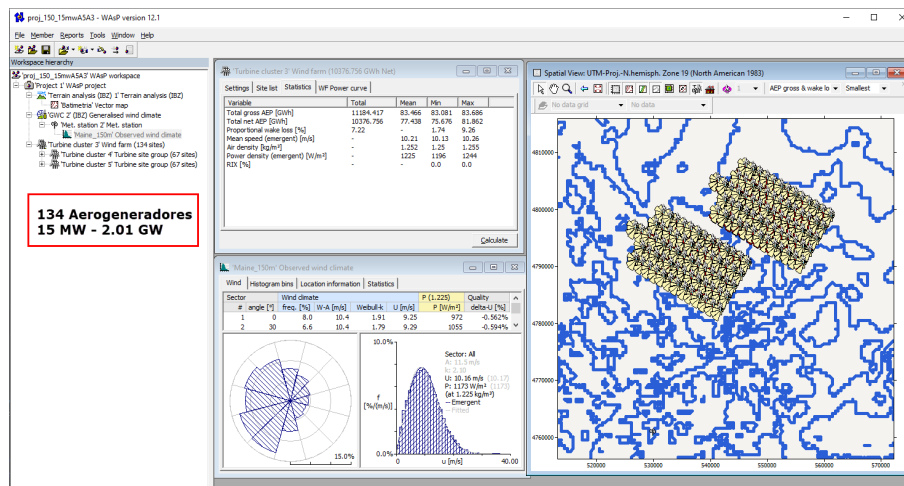 proj_150_15mwA5A3 - WAsP version 12.1
File Member Reports Tools Window Help
Workspace hierarchy
'proj_150_15mwA5A3' WAsP workspace
'Project 1' WAsP project
'Terrain analysis (IBZ) 1' Terrain analysis (IBZ)
'Batimetria' Vector map
'GWC 2' (IBZ) Generalised wind climate
'Met. station 2' Met. station
'Maine_150m' Observed wind climate
'Turbine cluster 3' Wind farm (134 sites)
'Turbine cluster 4' Turbine site group (67 sites)
'Turbine cluster 5' Turbine site group (67 sites)
134 Aerogeneradores
15 MW - 2.01 GW
'Turbine cluster 3' Wind farm (10376.756 GWh Net)
Settings Site list Statistics WF Power curve
Variable Total Mean Min Max
Total gross AEP [GWh] 11184.417 83.466 83.081 83.686
Total net AEP [GWh] 10376.756 77.438 75.676 81.862
Proportional wake loss [%] 7.22 - 1.74 9.26
Mean speed (emergent) [m/s] - 10.21 10.13 10.26
Air density [kg/m³] - 1.252 1.25 1.255
Power density (emergent) [W/m²] - 1225 1196 1244
RIX [%] - - 0.0 0.0
Calculate
'Maine_150m' Observed wind climate
Wind Histogram bins Location information Statistics
Sector Wind climate P (1.225) Quality
# angle [°] freq. [%] W-A [m/s] Weibull-k U [m/s] P [W/m²] delta-U [%]
1 0 8.0 10.4 1.91 9.25 972 -0.562%
2 30 6.6 10.4 1.79 9.29 1055 -0.594%
15.0%
10.0%
f
[%/(m/s)]
0.0%
0 u [m/s] 40.00
Sector: All
A: 11.5 m/s
k: 2.10
U: 10.16 m/s (10.17)
P: 1173 W/m² (1173)
(at 1.225 kg/m³)
Emergent
Fitted
Spatial View: UTM-Proj.-N.hemisph. Zone 19 (North American 1983)
1 AEP gross & wake lo Smallest
No data grid No data
4810000
4800000
4790000
4780000
4770000
4760000
520000 530000 540000 550000 560000 570000